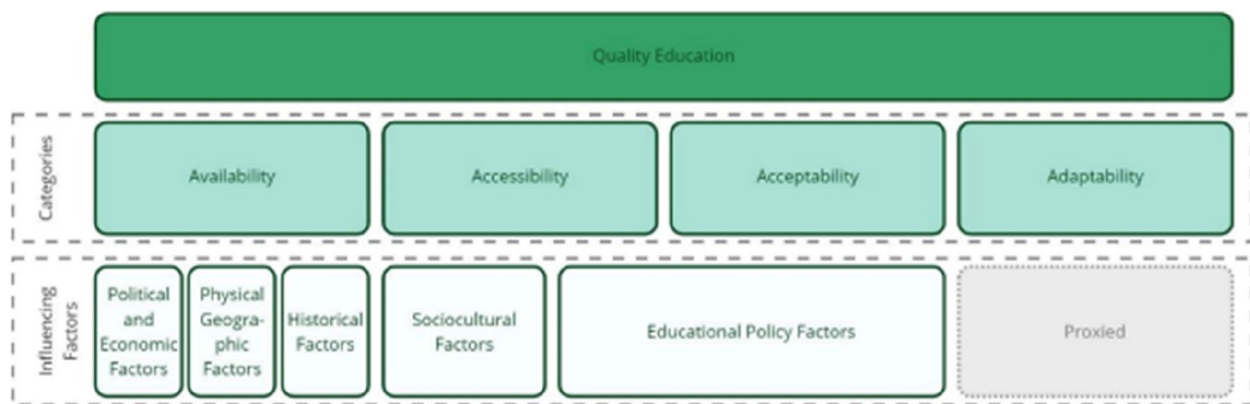 Quality Education
Categories
Availability
Accessibility
Acceptability
Adaptability
Influencing
Factors
Political
and
Economic
Factors
Physical
Geogra-
phic
Factors
Historical
Factors
Sociocultural
Factors
Educational Policy Factors
Proxied